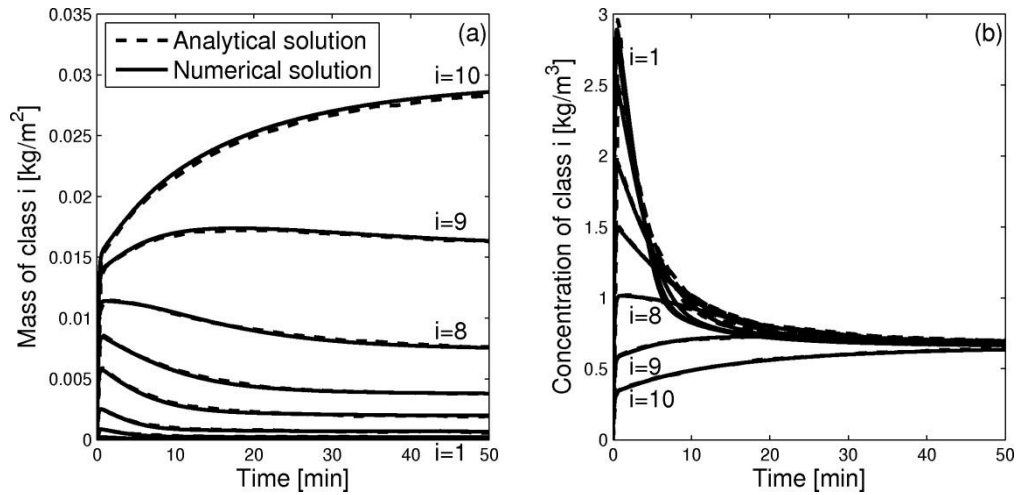 (a)
Analytical solution
Numerical solution
i=10
i=9
i=8
i=1
0.035
0.03
0.025
0.02
0.015
0.01
0.005
0
0 10 20 30 40 50
Mass of class i [kg/m²]
Time [min]
(b)
i=1
i=8
i=9
i=10
3
2.5
2
1.5
1
0.5
0
0 10 20 30 40 50
Concentration of class i [kg/m³]
Time [min]